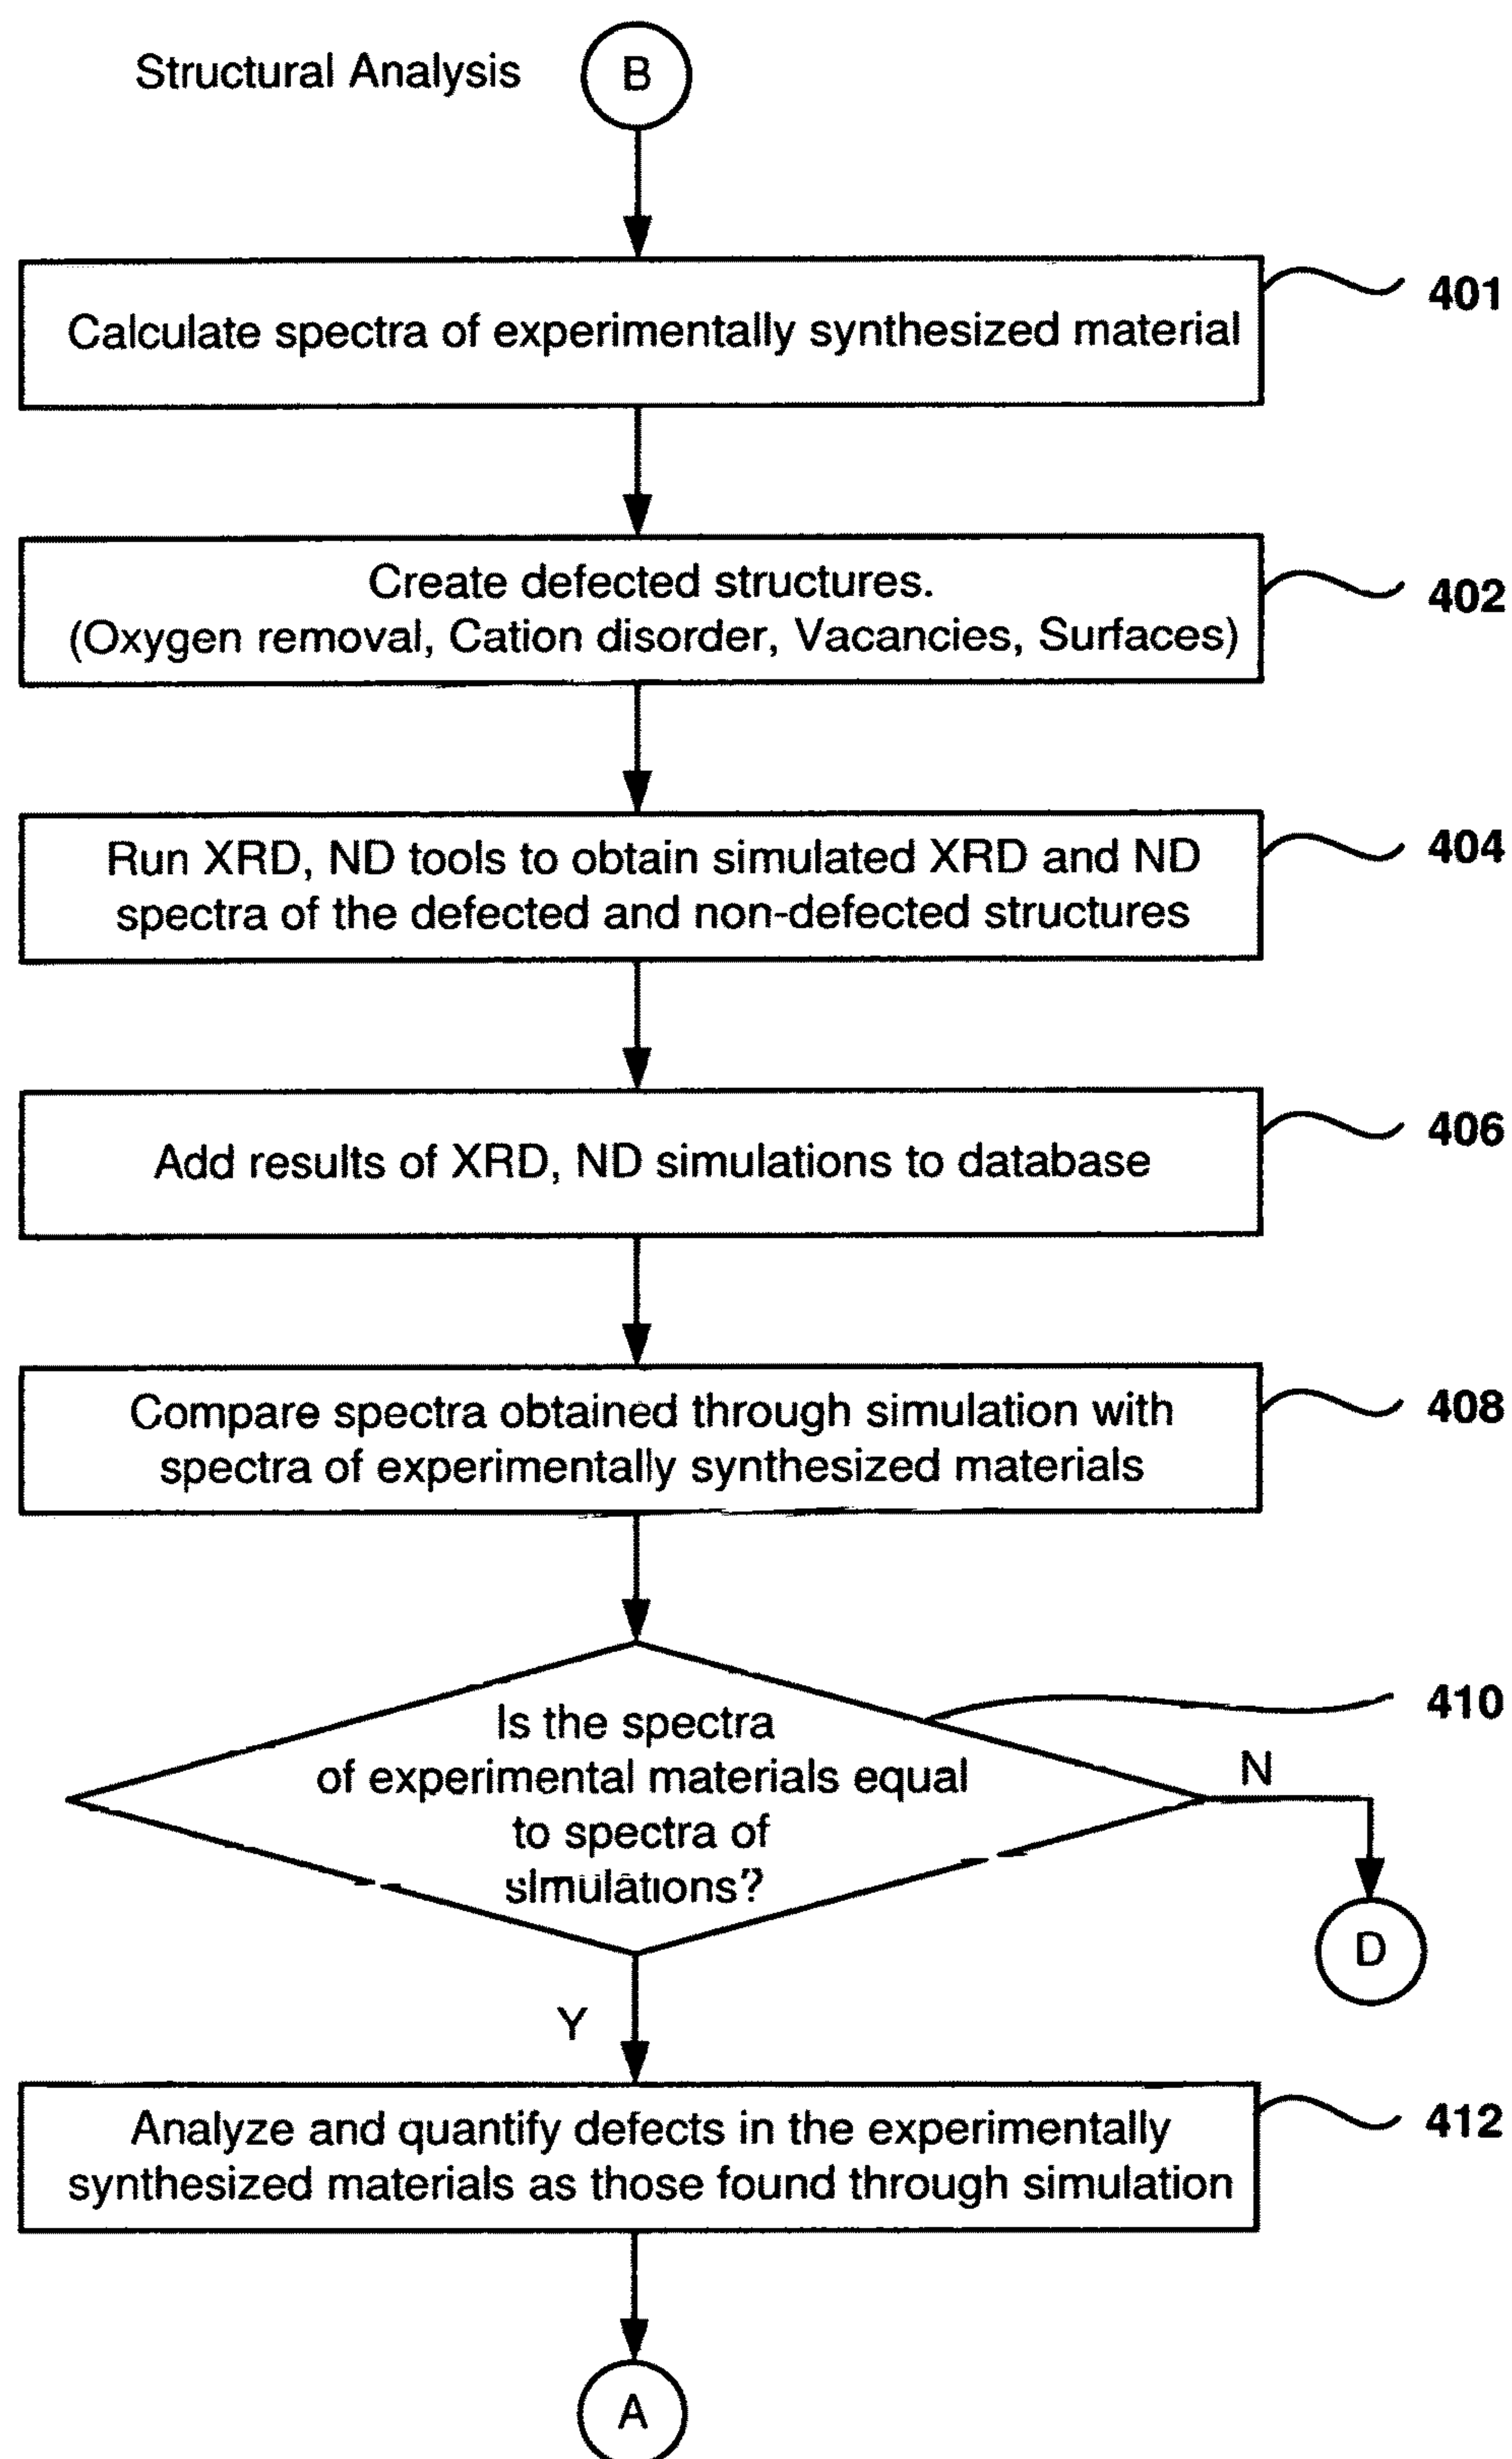 Structural Analysis
B
Calculate spectra of experimentally synthesized material
401
Create defected structures.
(Oxygen removal, Cation disorder, Vacancies, Surfaces)
402
Run XRD, ND tools to obtain simulated XRD and ND
spectra of the defected and non-defected structures
404
Add results of XRD, ND simulations to database
406
Compare spectra obtained through simulation with
spectra of experimentally synthesized materials
408
Is the spectra
of experimental materials equal
to spectra of
simulations?
410
N
D
Y
Analyze and quantify defects in the experimentally
synthesized materials as those found through simulation
412
A